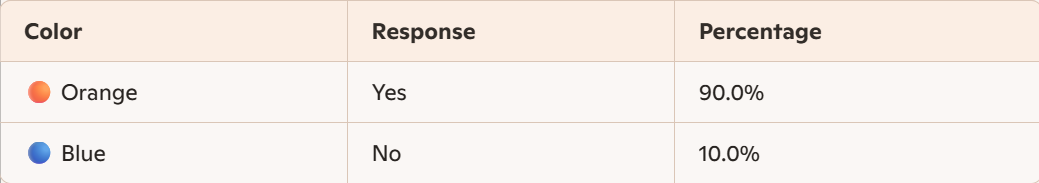 Color Response Percentage
Orange Yes 90.0%
Blue No 10.0%